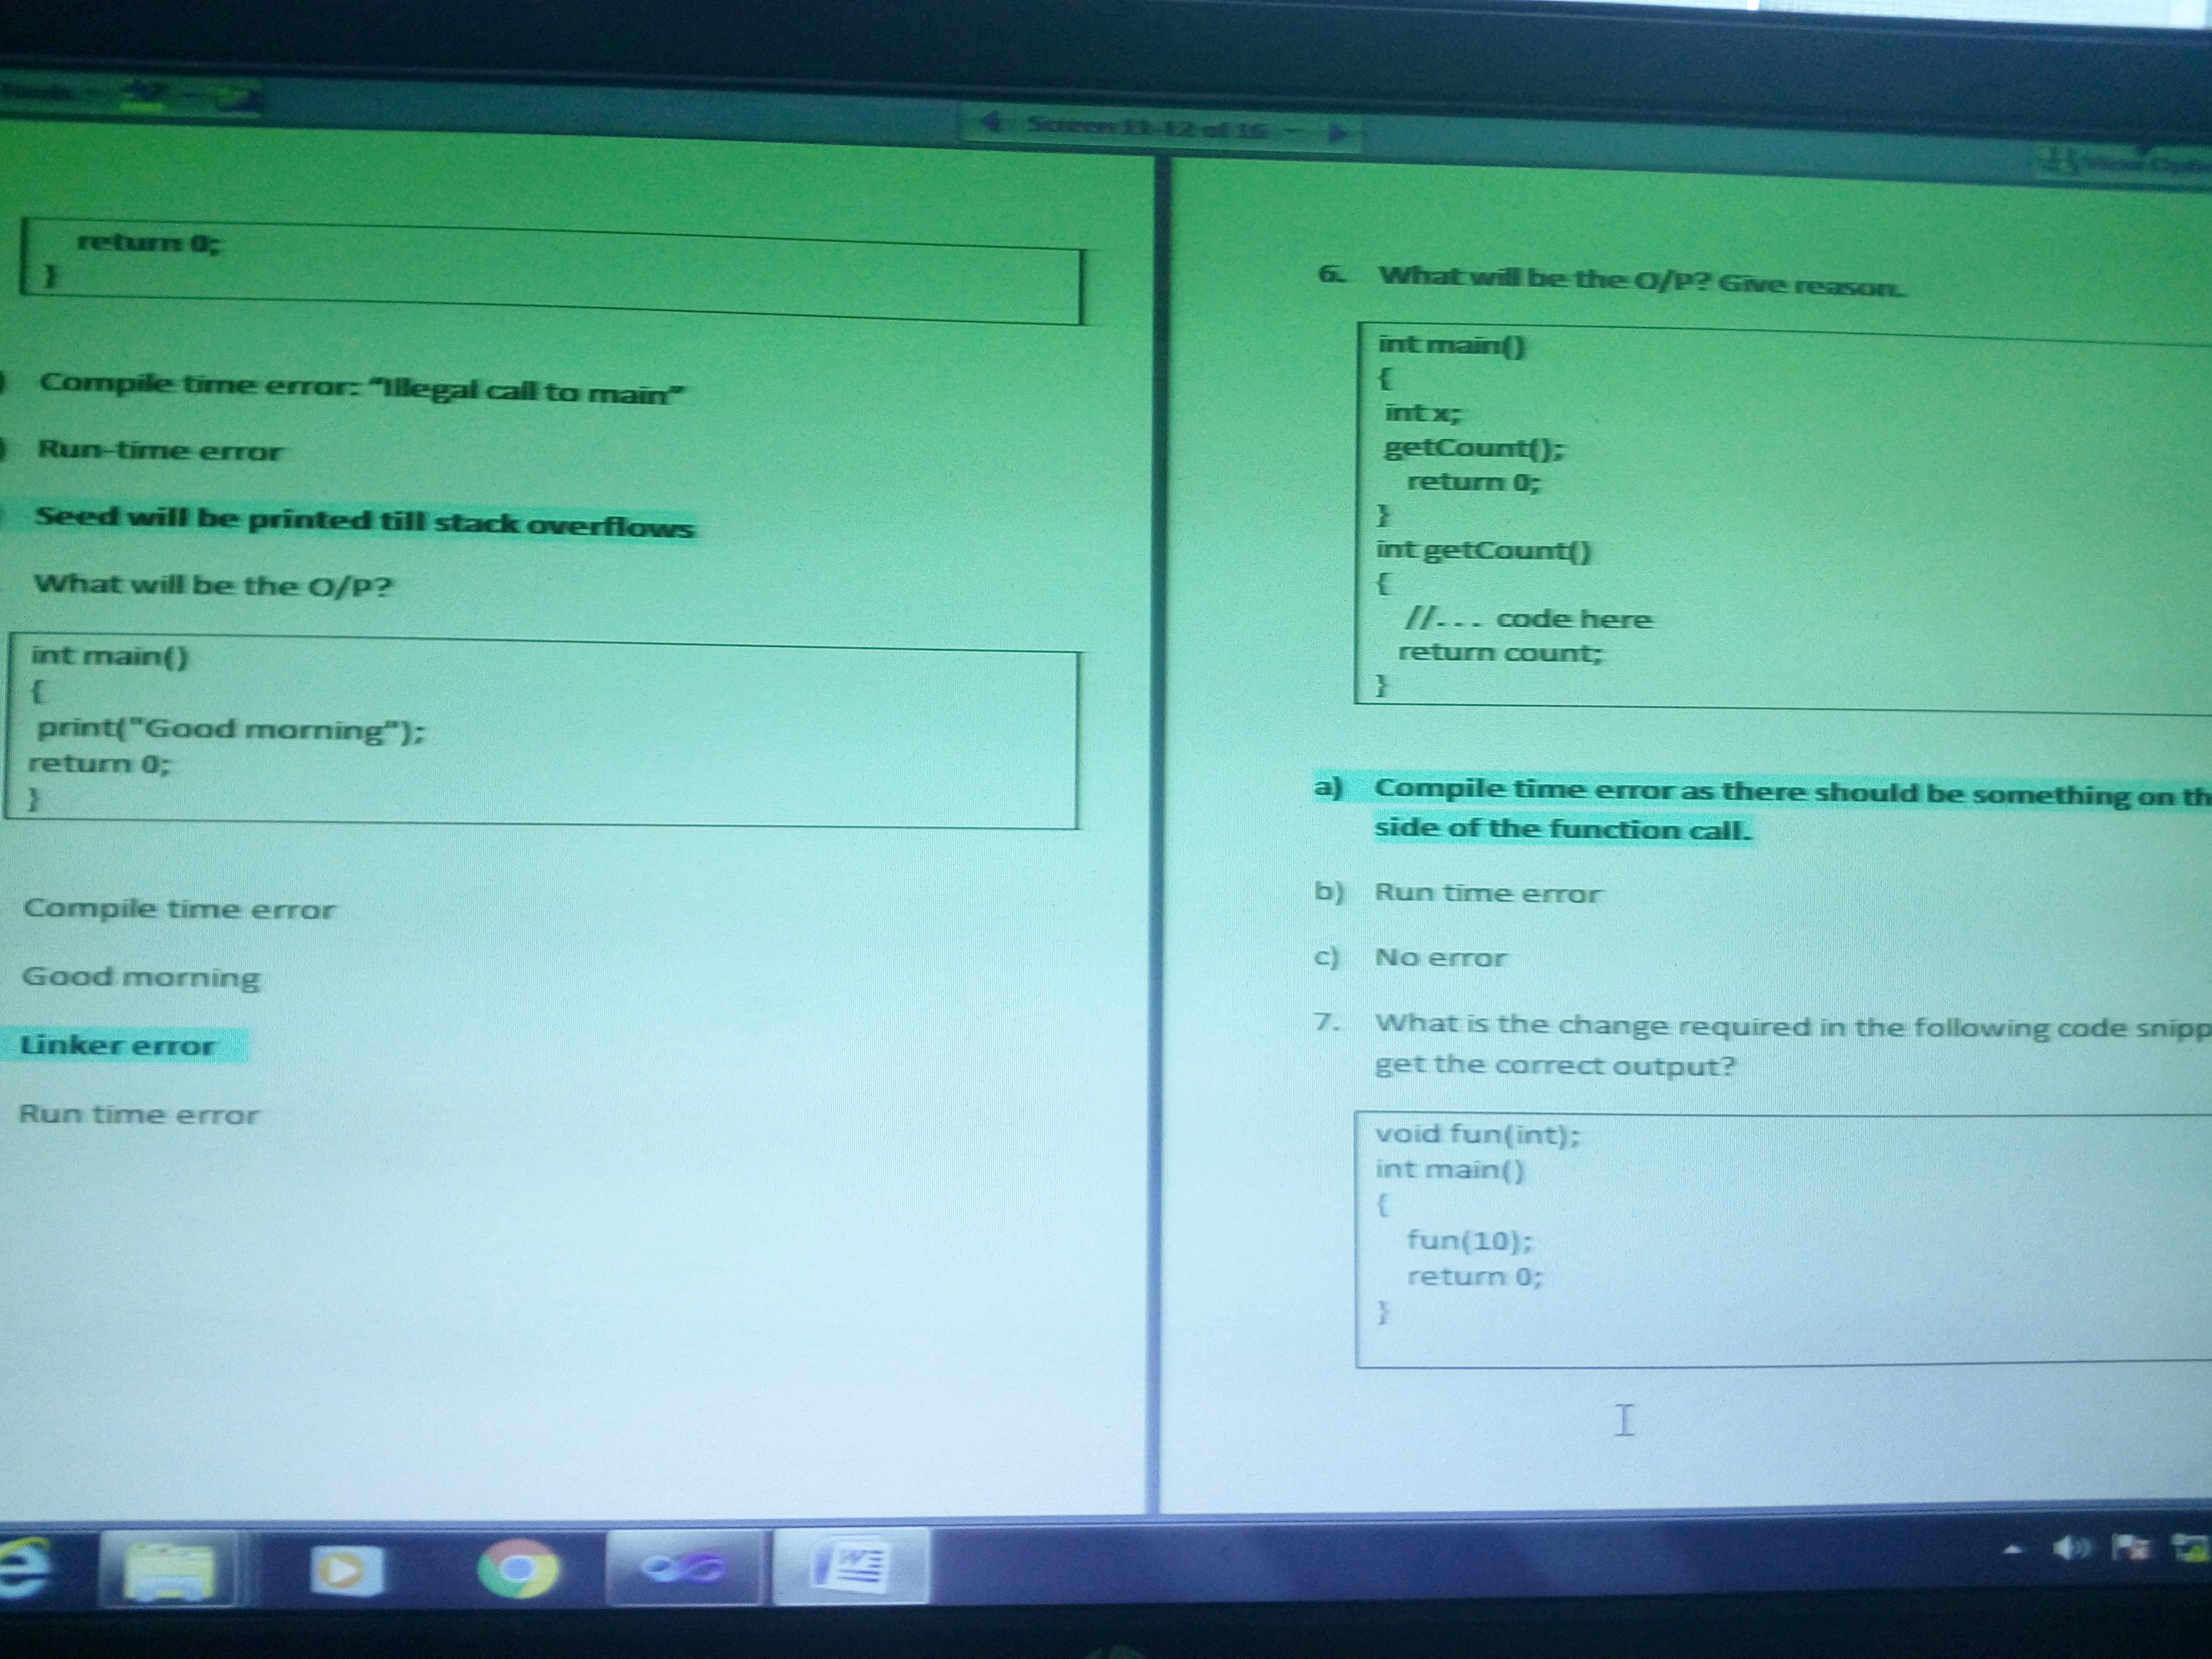 Screen 11-12 of 16
return 0;
}
) Compile time error: "Illegal call to main"
) Run-time error
Seed will be printed till stack overflows
What will be the O/P?
int main()
{
print("Good morning");
return 0;
}
Compile time error
Good morning
Linker error
Run time error
6. What will be the O/P? Give reason.
int main()
{
int x;
getCount();
return 0;
}
int getCount()
{
//... code here
return count;
}
a) Compile time error as there should be something on th
side of the function call.
b) Run time error
c) No error
7. What is the change required in the following code snipp
get the correct output?
void fun(int);
int main()
{
fun(10);
return 0;
}